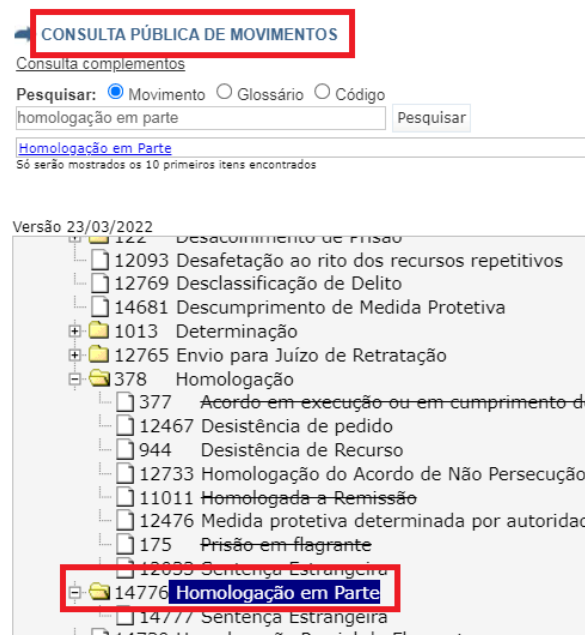 CONSULTA PÚBLICA DE MOVIMENTOS
Consulta complementos
Pesquisar: Movimento Glossário Código
homologação em parte Pesquisar
Homologação em Parte
Só serão mostrados os 10 primeiros itens encontrados
Versão 23/03/2022
122 Desacolhimento de Prisão
12093 Desafetação ao rito dos recursos repetitivos
12769 Desclassificação de Delito
14681 Descumprimento de Medida Protetiva
1013 Determinação
12765 Envio para Juízo de Retratação
378 Homologação
377 Acordo em execução ou em cumprimento d
12467 Desistência de pedido
944 Desistência de Recurso
12733 Homologação do Acordo de Não Persecução
11011 Homologada a Remissão
12476 Medida protetiva determinada por autoridad
175 Prisão em flagrante
Sentença Estrangeira
14776 Homologação em Parte
14777 Sentença Estrangeira